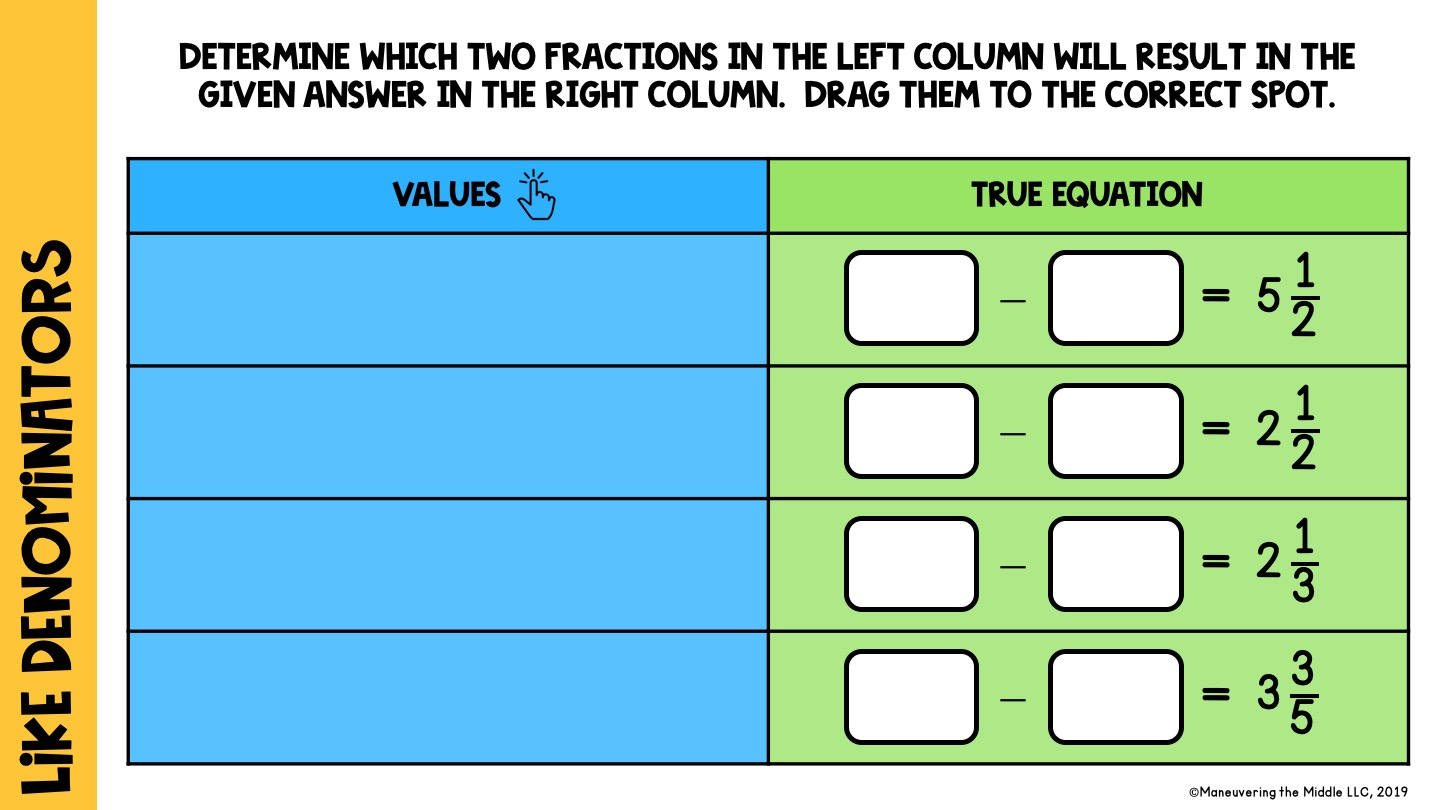 DETERMINE WHICH TWO FRACTIONS IN THE LEFT COLUMN WILL RESULT IN THE
GIVEN ANSWER IN THE RIGHT COLUMN. DRAG THEM TO THE CORRECT SPOT.
LIKE DENOMINATORS
VALUES TRUE EQUATION
– = 5 1/2
– = 2 1/2
– = 2 1/3
– = 3 3/5
©Maneuvering the Middle LLC, 2019